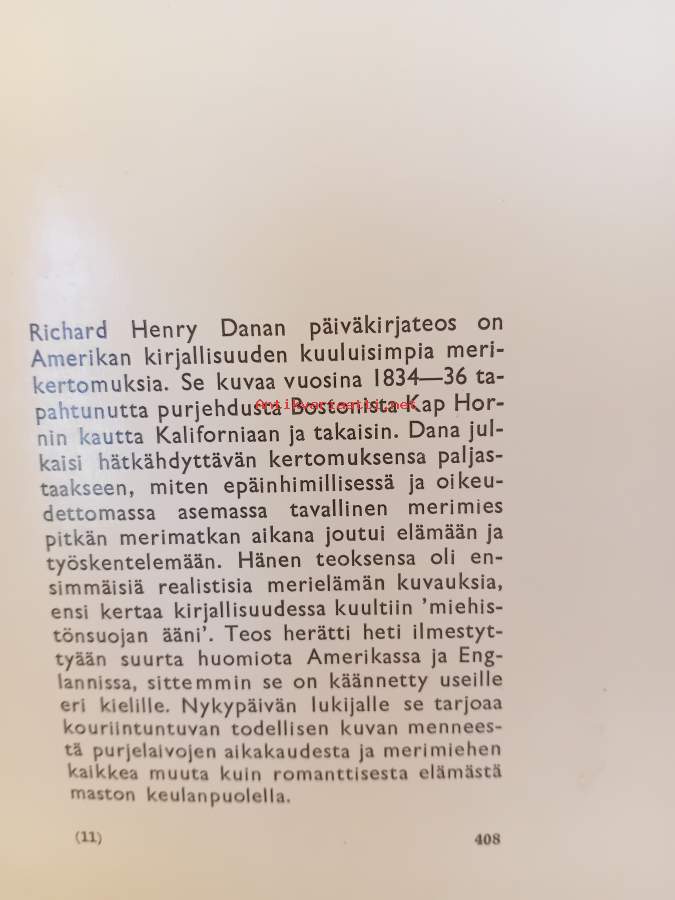 Richard Henry Danan päiväkirjateos on
Amerikan kirjallisuuden kuuluisimpia meri-
kertomuksia. Se kuvaa vuosina 1834—36 ta-
pahtunutta purjehdusta Bostonista Kap Hor-
Antikvariaatti.net
nin kautta Kaliforniaan ja takaisin. Dana jul-
kaisi hätkähdyttävän kertomuksensa paljas-
taakseen, miten epäinhimillisessä ja oikeu-
dettomassa asemassa tavallinen merimies
pitkän merimatkan aikana joutui elämään ja
työskentelemään. Hänen teoksensa oli en-
simmäisiä realistisia merielämän kuvauksia,
ensi kertaa kirjallisuudessa kuultiin 'miehis-
tönsuojan ääni'. Teos herätti heti ilmestyt-
tyään suurta huomiota Amerikassa ja Eng-
lannissa, sittemmin se on käännetty useille
eri kielille. Nykypäivän lukijalle se tarjoaa
kouriintuntuvan todellisen kuvan mennees-
tä purjelaivojen aikakaudesta ja merimiehen
kaikkea muuta kuin romanttisesta elämästä
maston keulanpuolella.
(11) 408